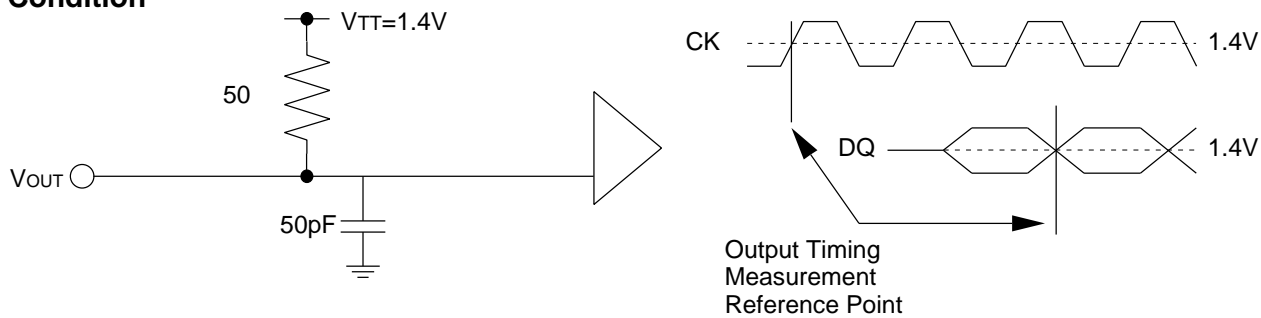 Condition
VTT=1.4V
50
VOUT
50pF
CK
1.4V
DQ
1.4V
Output Timing
Measurement
Reference Point